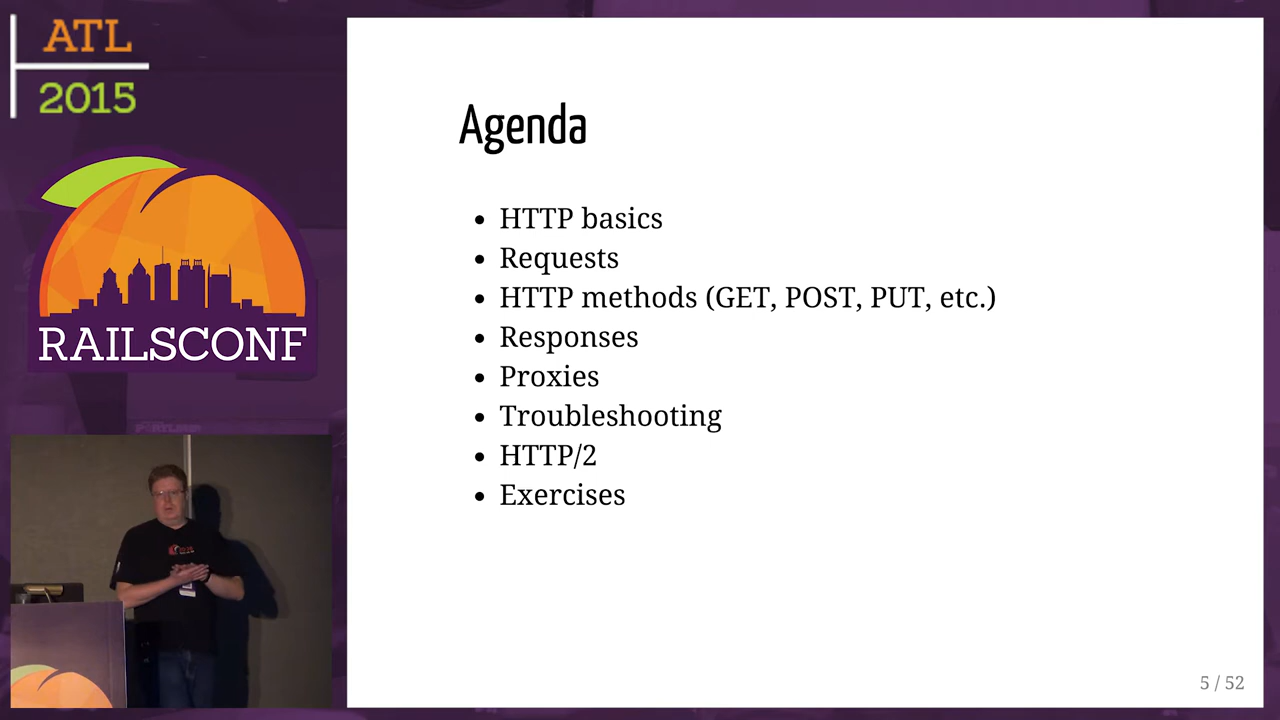 ATL
2015
RAILSCONF
Agenda
• HTTP basics
• Requests
• HTTP methods (GET, POST, PUT, etc.)
• Responses
• Proxies
• Troubleshooting
• HTTP/2
• Exercises
5 / 52